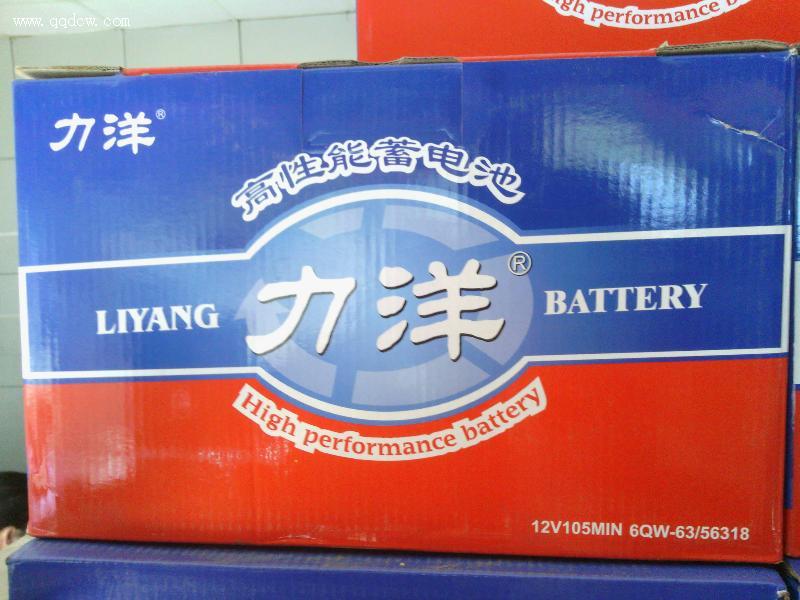 www.qqdcw.com
High performance battery
力洋®
高性能蓄电池
LIYANG 力洋® BATTERY
High performance battery
12V105MIN 6QW-63/56318